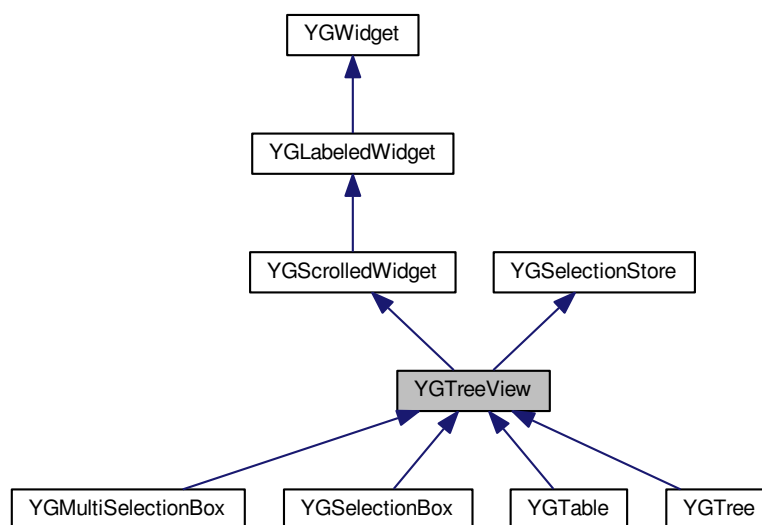 YGWidget
YGLabeledWidget
YGScrolledWidget
YGSelectionStore
YGTreeView
YGMultiSelectionBox
YGSelectionBox
YGTable
YGTree